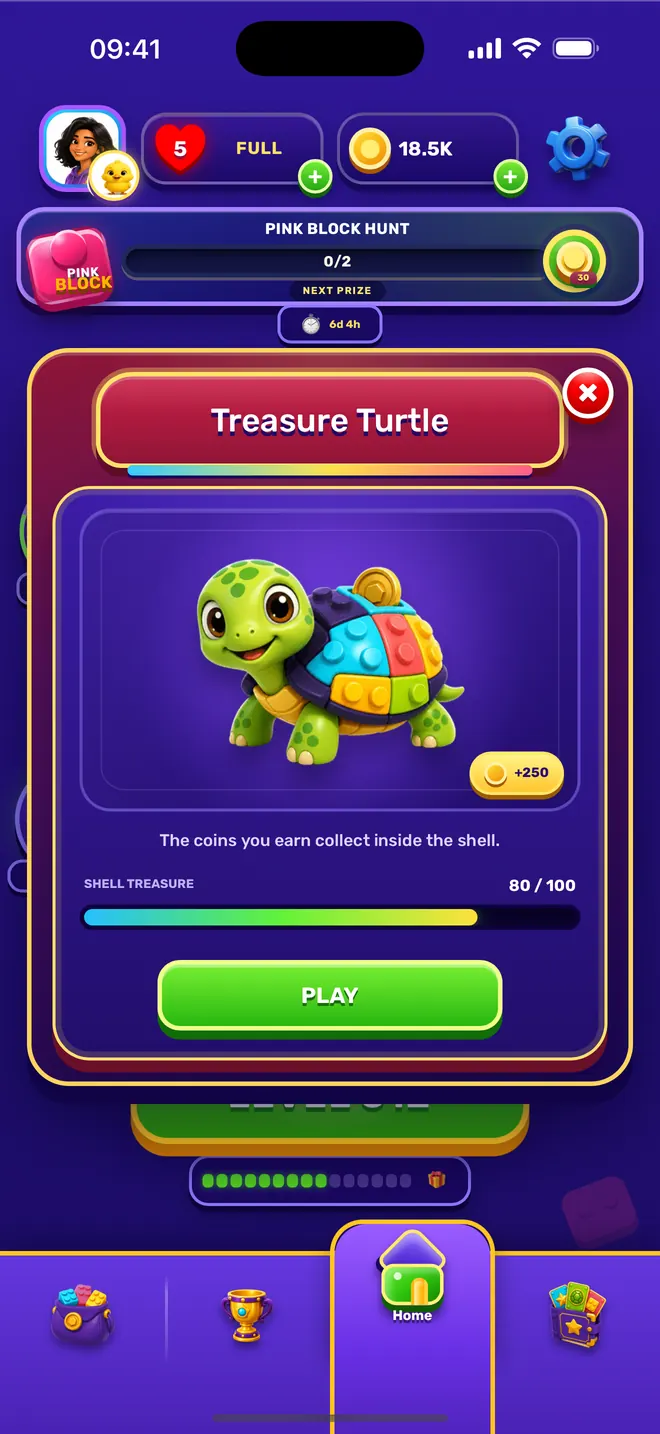 09:41
5
FULL
18.5K
PINK BLOCK HUNT
PINK
BLOCK
0/2
30
NEXT PRIZE
6d 4h
Treasure Turtle
+250
The coins you earn collect inside the shell.
SHELL TREASURE
80 / 100
PLAY
Home